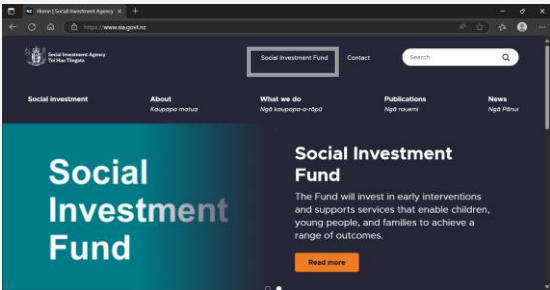 Home | Social Investment Agency
https://www.sia.govt.nz
Social Investment Agency
Toi Hau Tāngata
Social Investment Fund
Contact
Search
Social investment
About
Kaupapa matua
What we do
Ngā kaupapa-a-rōpū
Publications
Ngā rauemi
News
Ngā Pānui
Social
Investment
Fund
Social Investment
Fund
The Fund will invest in early interventions
and supports services that enable children,
young people, and families to achieve a
range of outcomes.
Read more